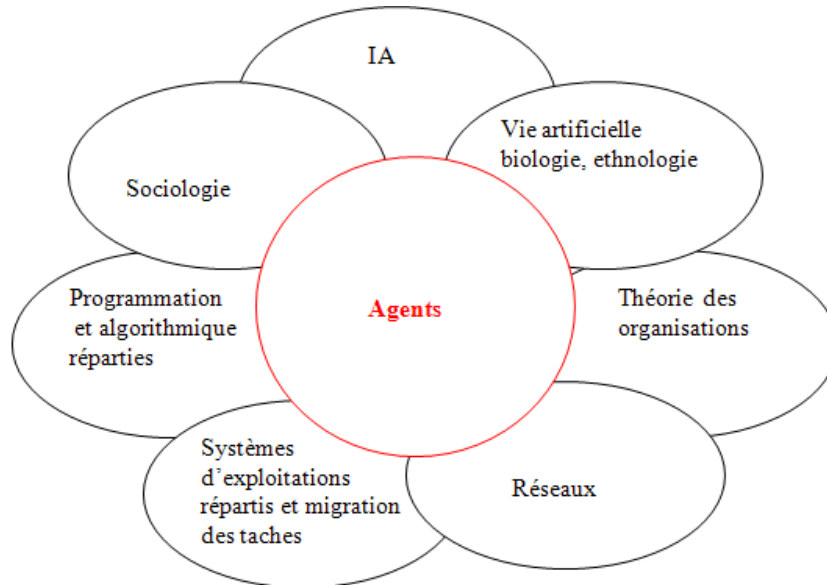 IA
Vie artificielle
biologie, ethnologie
Sociologie
Programmation
et algorithmique
réparties
Agents
Théorie des
organisations
Systèmes
d’exploitations
répartis et migration
des taches
Réseaux